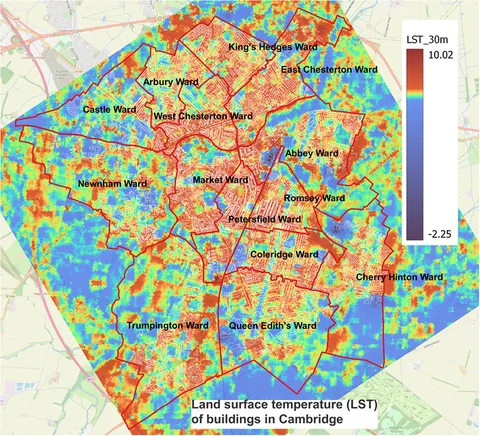 LST_30m
10.02
-2.25
King's Hedges Ward
East Chesterton Ward
Arbury Ward
Castle Ward
West Chesterton Ward
Abbey Ward
Newnham Ward
Market Ward
Romsey Ward
Petersfield Ward
Coleridge Ward
Cherry Hinton Ward
Trumpington Ward
Queen Edith's Ward
Land surface temperature (LST)
of buildings in Cambridge